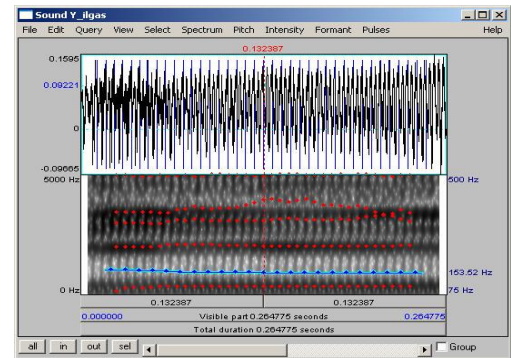 Sound Y_ilgas
File Edit Query View Select Spectrum Pitch Intensity Formant Pulses Help
0.132387
0.1595
0.09221
0
-0.09665
5000 Hz 500 Hz
153.52 Hz
0 Hz 75 Hz
0.132387 0.132387
0.000000 Visible part 0.264775 seconds 0.264775
Total duration 0.264775 seconds
all in out sel Group